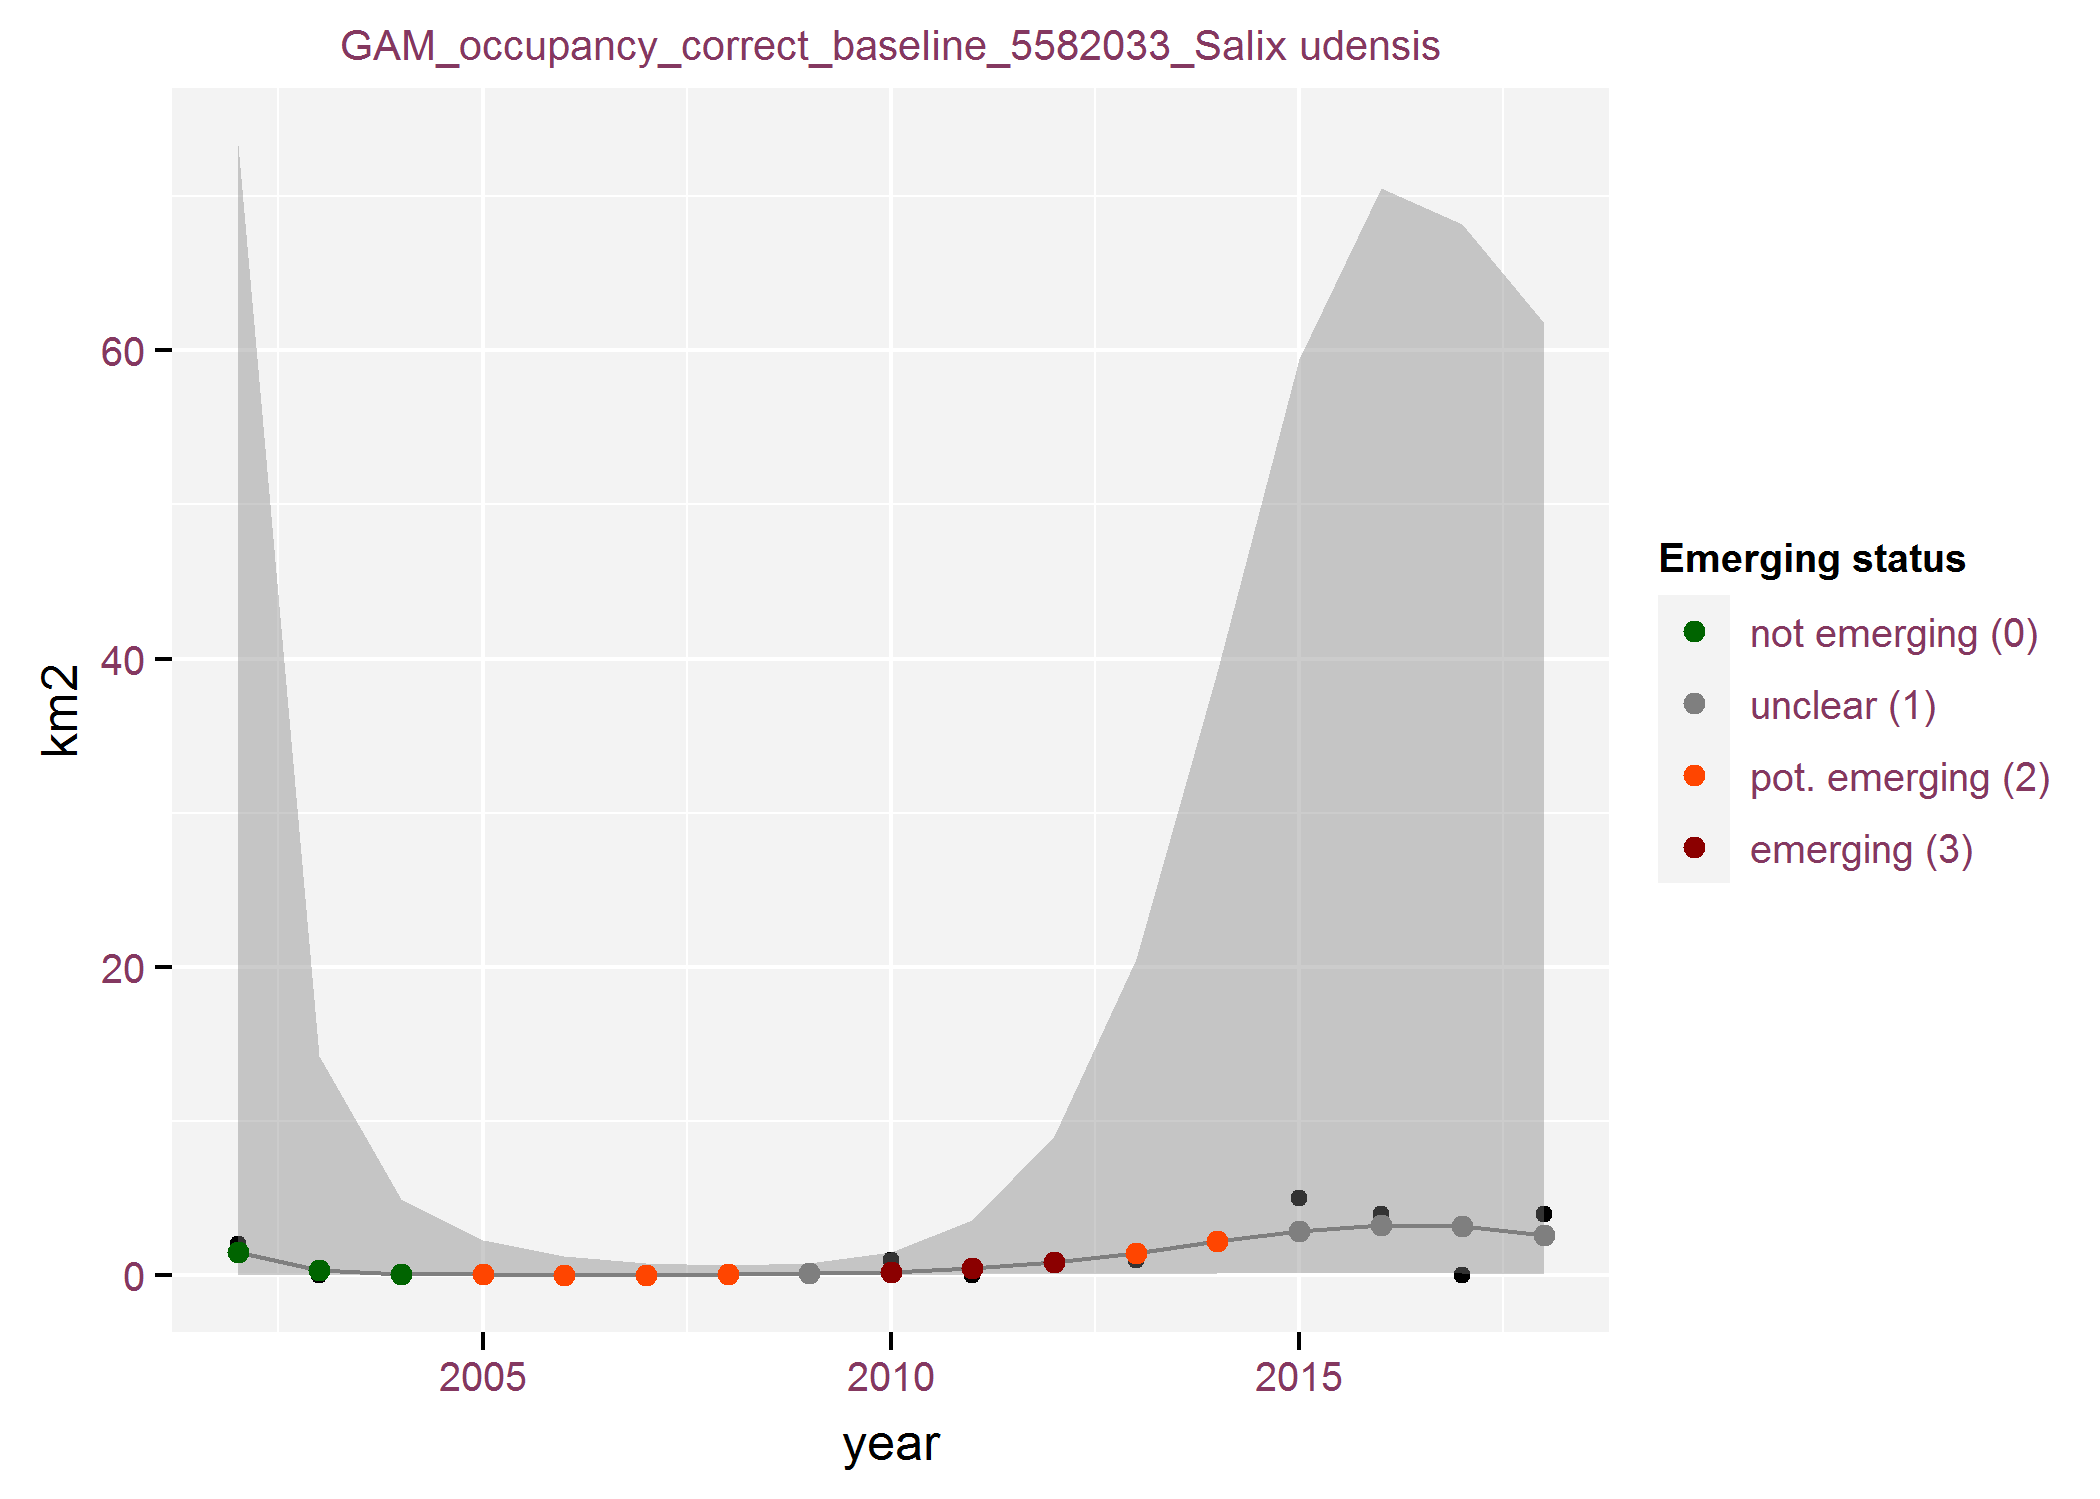 GAM_occupancy_correct_baseline_5582033_Salix udensis
60
40
20
0
km2
2005 2010 2015
year
Emerging status
not emerging (0)
unclear (1)
pot. emerging (2)
emerging (3)